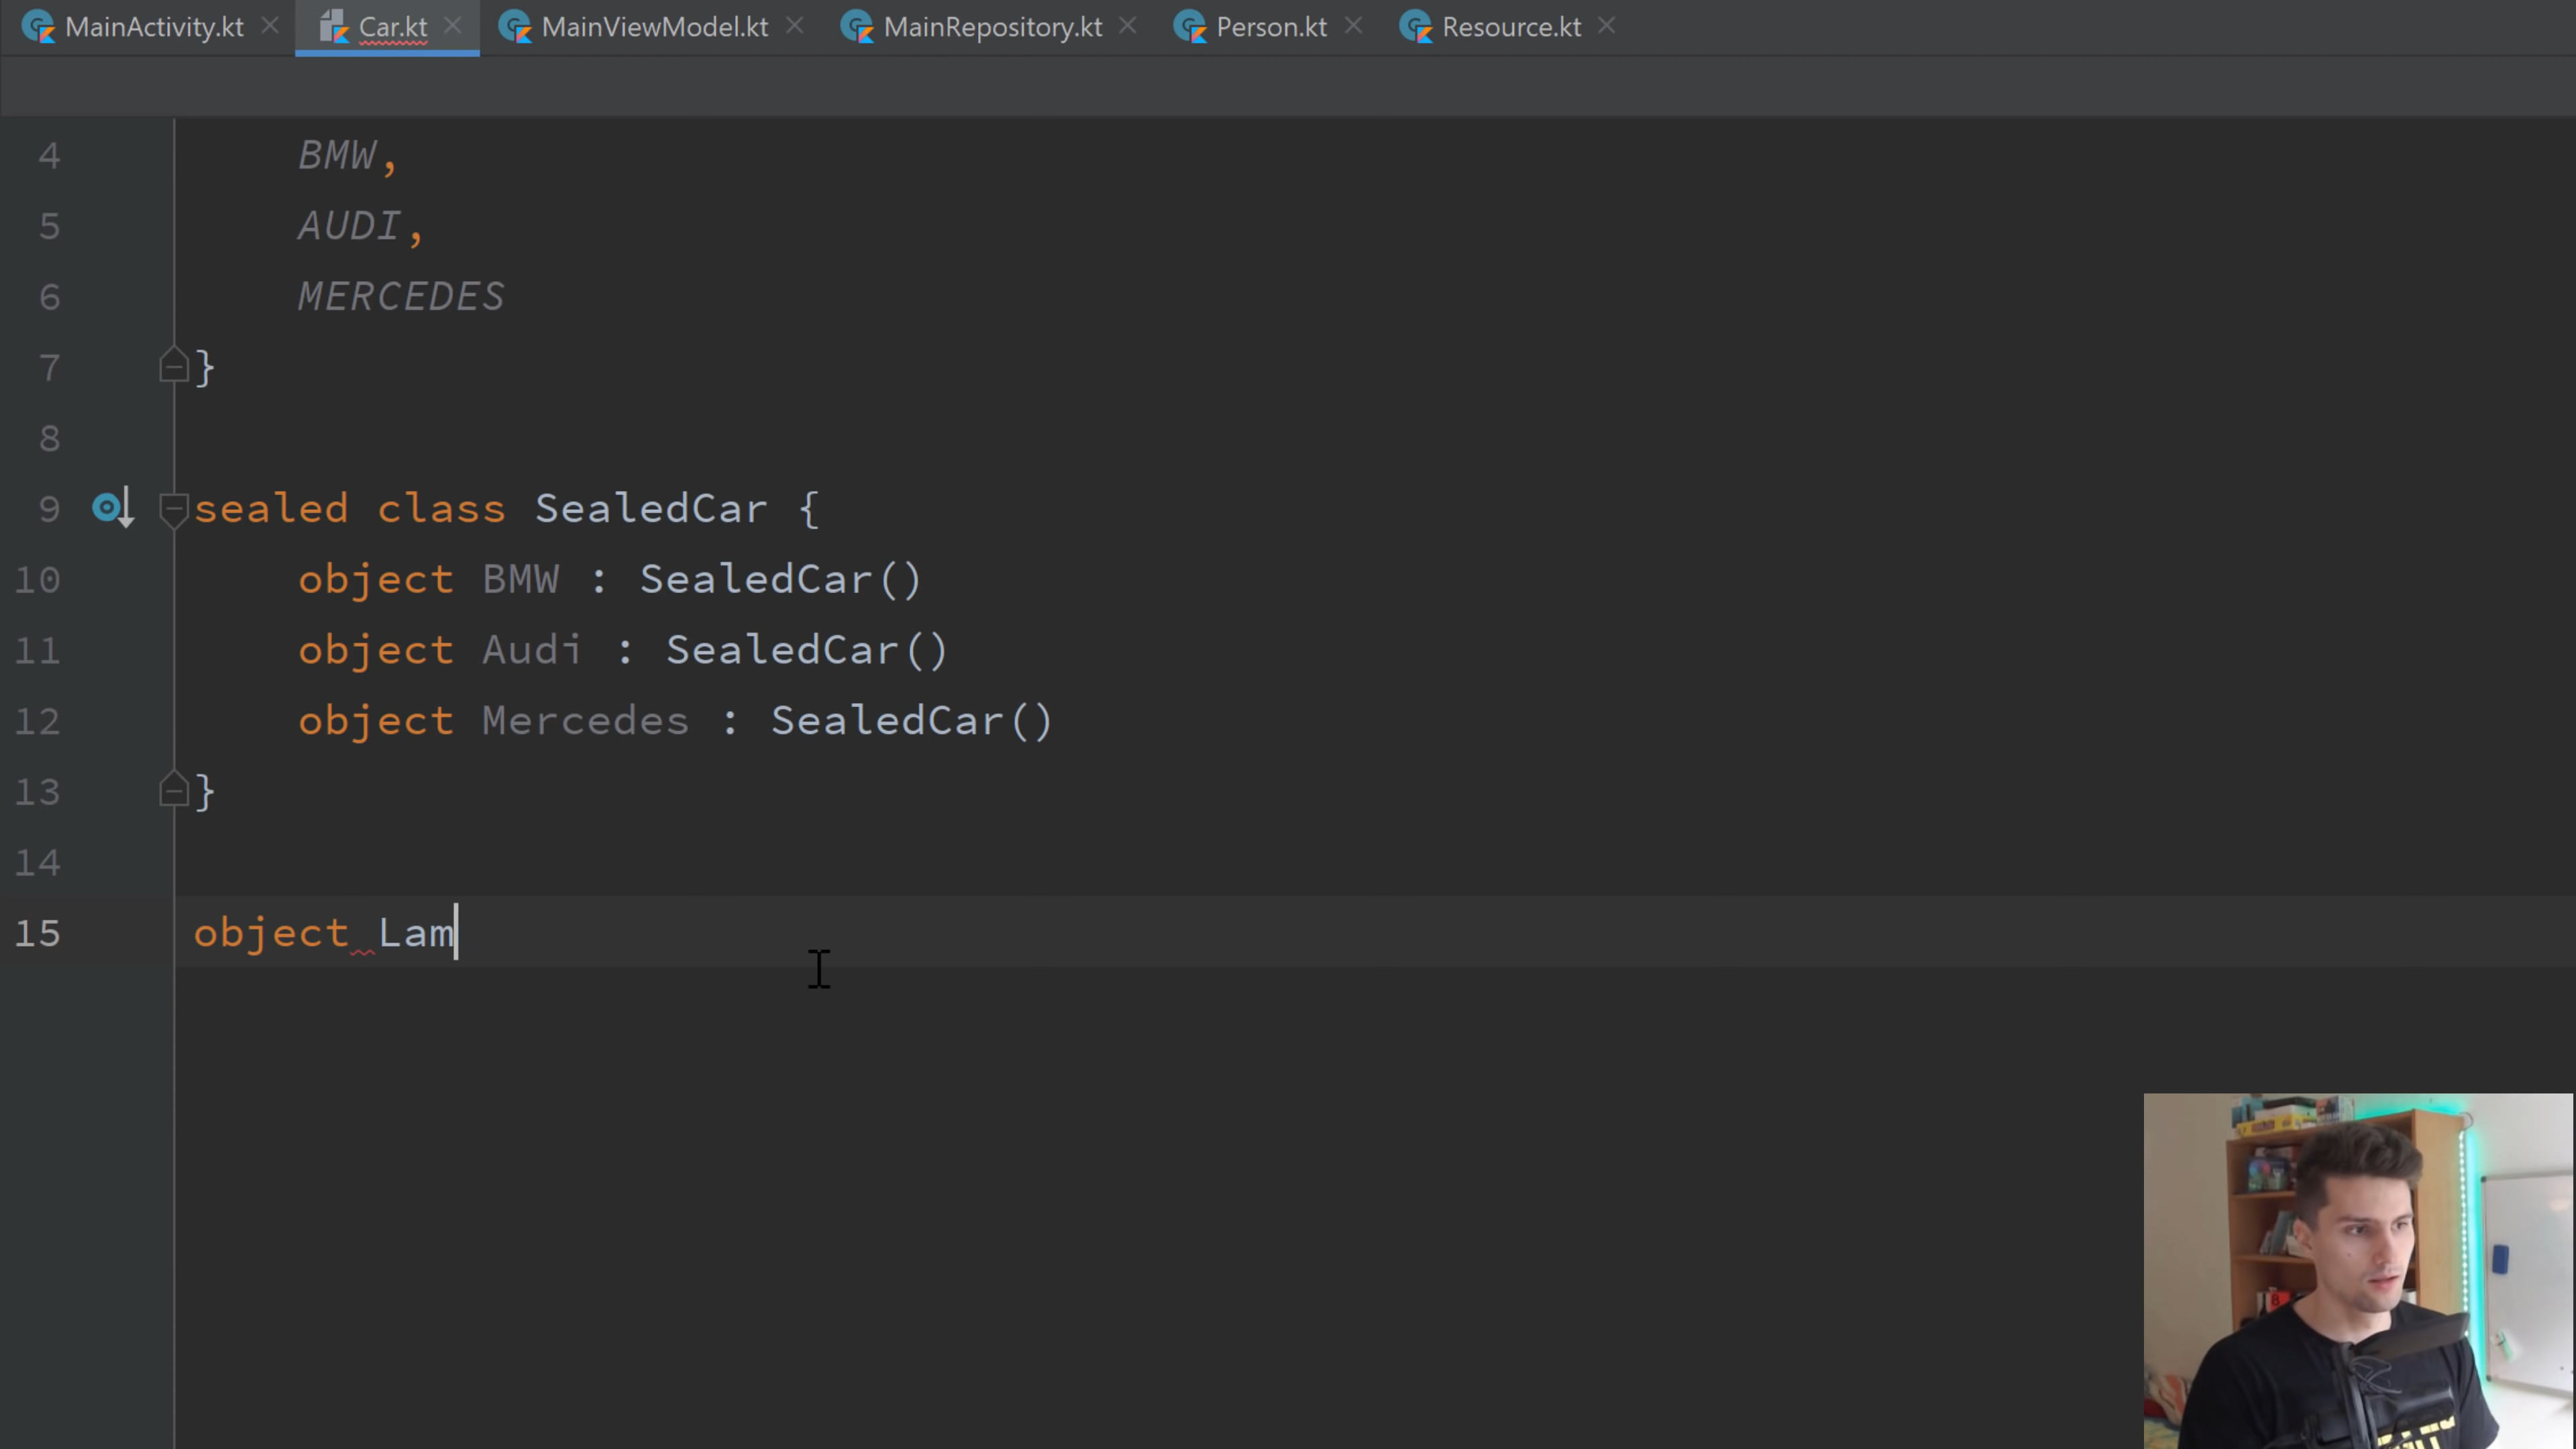 MainActivity.kt Car.kt MainViewModel.kt MainRepository.kt Person.kt Resource.kt
4 BMW,
5 AUDI,
6 MERCEDES
7 }
8
9 sealed class SealedCar {
10 object BMW : SealedCar()
11 object Audi : SealedCar()
12 object Mercedes : SealedCar()
13 }
14
15 object Lam